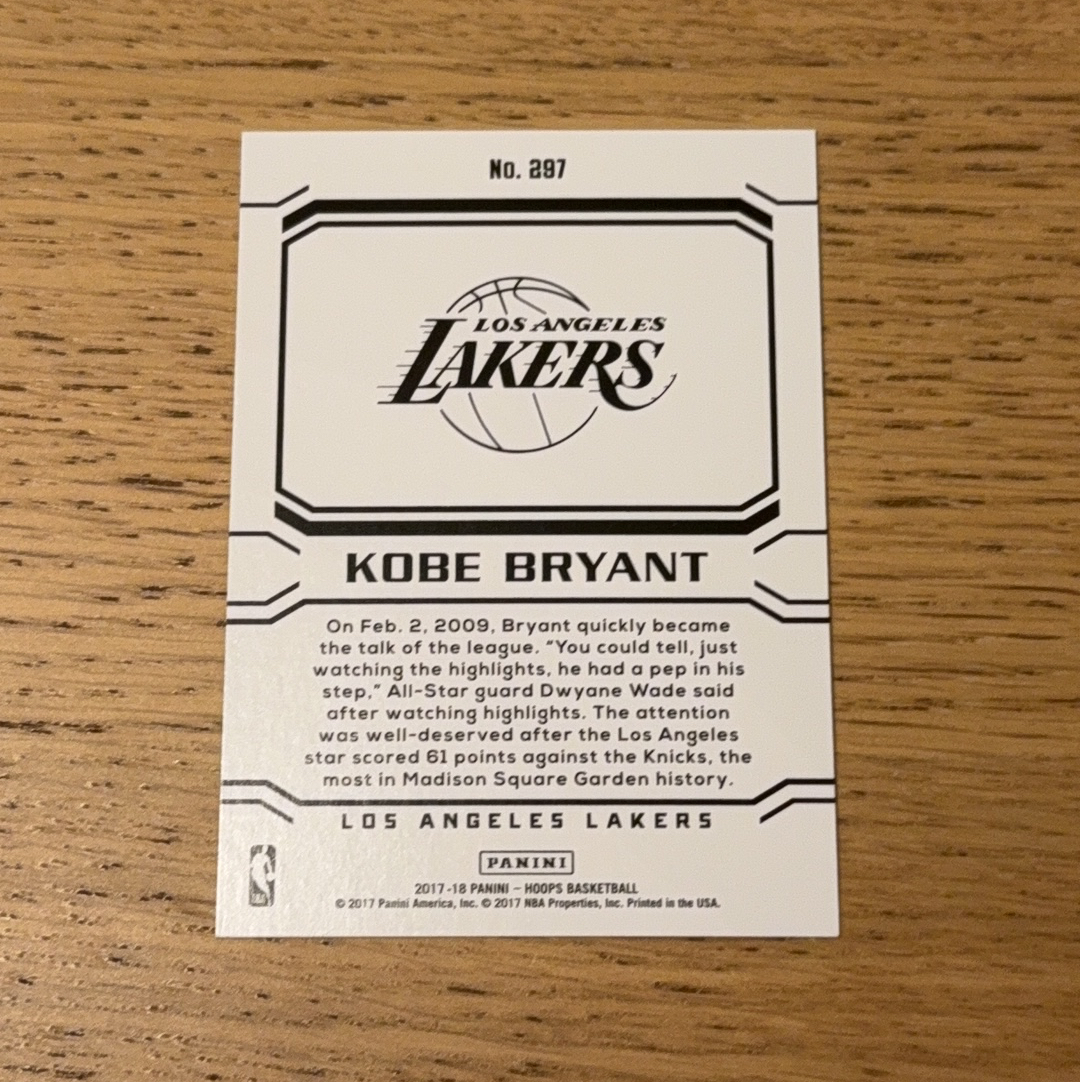 No. 297
LOS ANGELES
LAKERS
KOBE BRYANT
On Feb. 2, 2009, Bryant quickly became
the talk of the league. "You could tell, just
watching the highlights, he had a pep in his
step," All-Star guard Dwyane Wade said
after watching highlights. The attention
was well-deserved after the Los Angeles
star scored 61 points against the Knicks, the
most in Madison Square Garden history.
LOS ANGELES LAKERS
PANINI
2017-18 PANINI – HOOPS BASKETBALL
© 2017 Panini America, Inc. © 2017 NBA Properties, Inc. Printed in the USA.
NBA